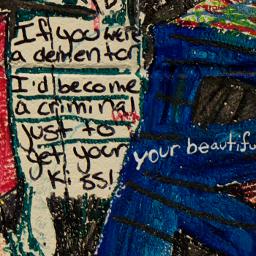 If you were
a dementor
I'd become
a criminal
just to
get your
kiss!
your beautifu